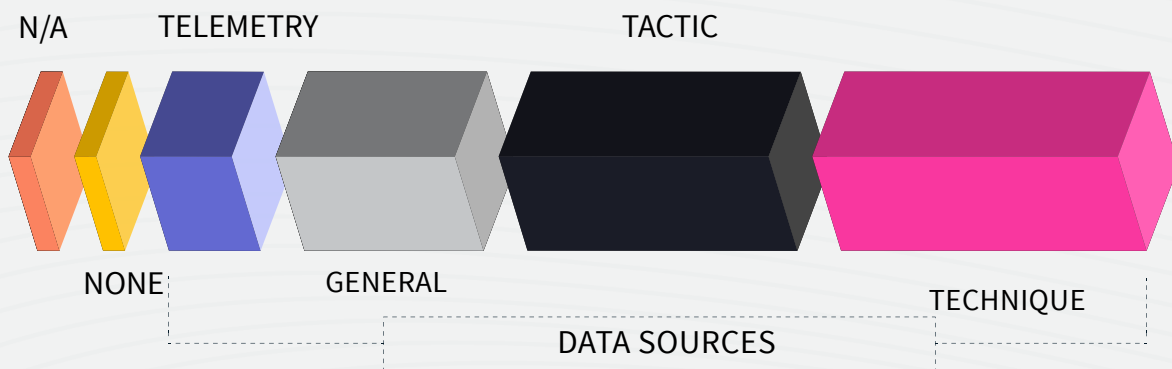 N/A
TELEMETRY
TACTIC
NONE
GENERAL
TECHNIQUE
DATA SOURCES